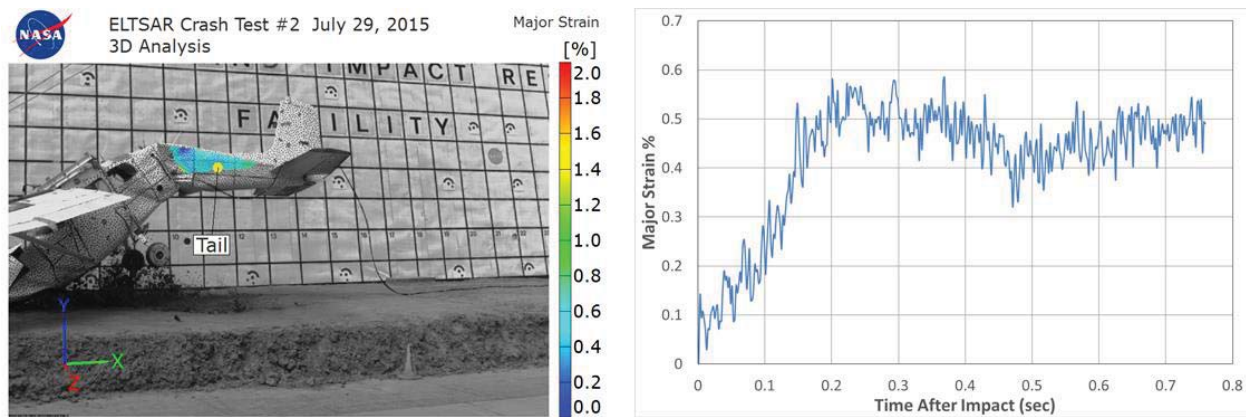 NASA
ELTSAR Crash Test #2 July 29, 2015
3D Analysis
Major Strain
[%]
2.0
1.8
1.6
1.4
1.2
1.0
0.8
0.6
0.4
0.2
0.0
IMPACT RE
FA ILITY
Tail
Y
X
Z
0.7
0.6
0.5
0.4
0.3
0.2
0.1
0
Major Strain %
0 0.1 0.2 0.3 0.4 0.5 0.6 0.7 0.8
Time After Impact (sec)